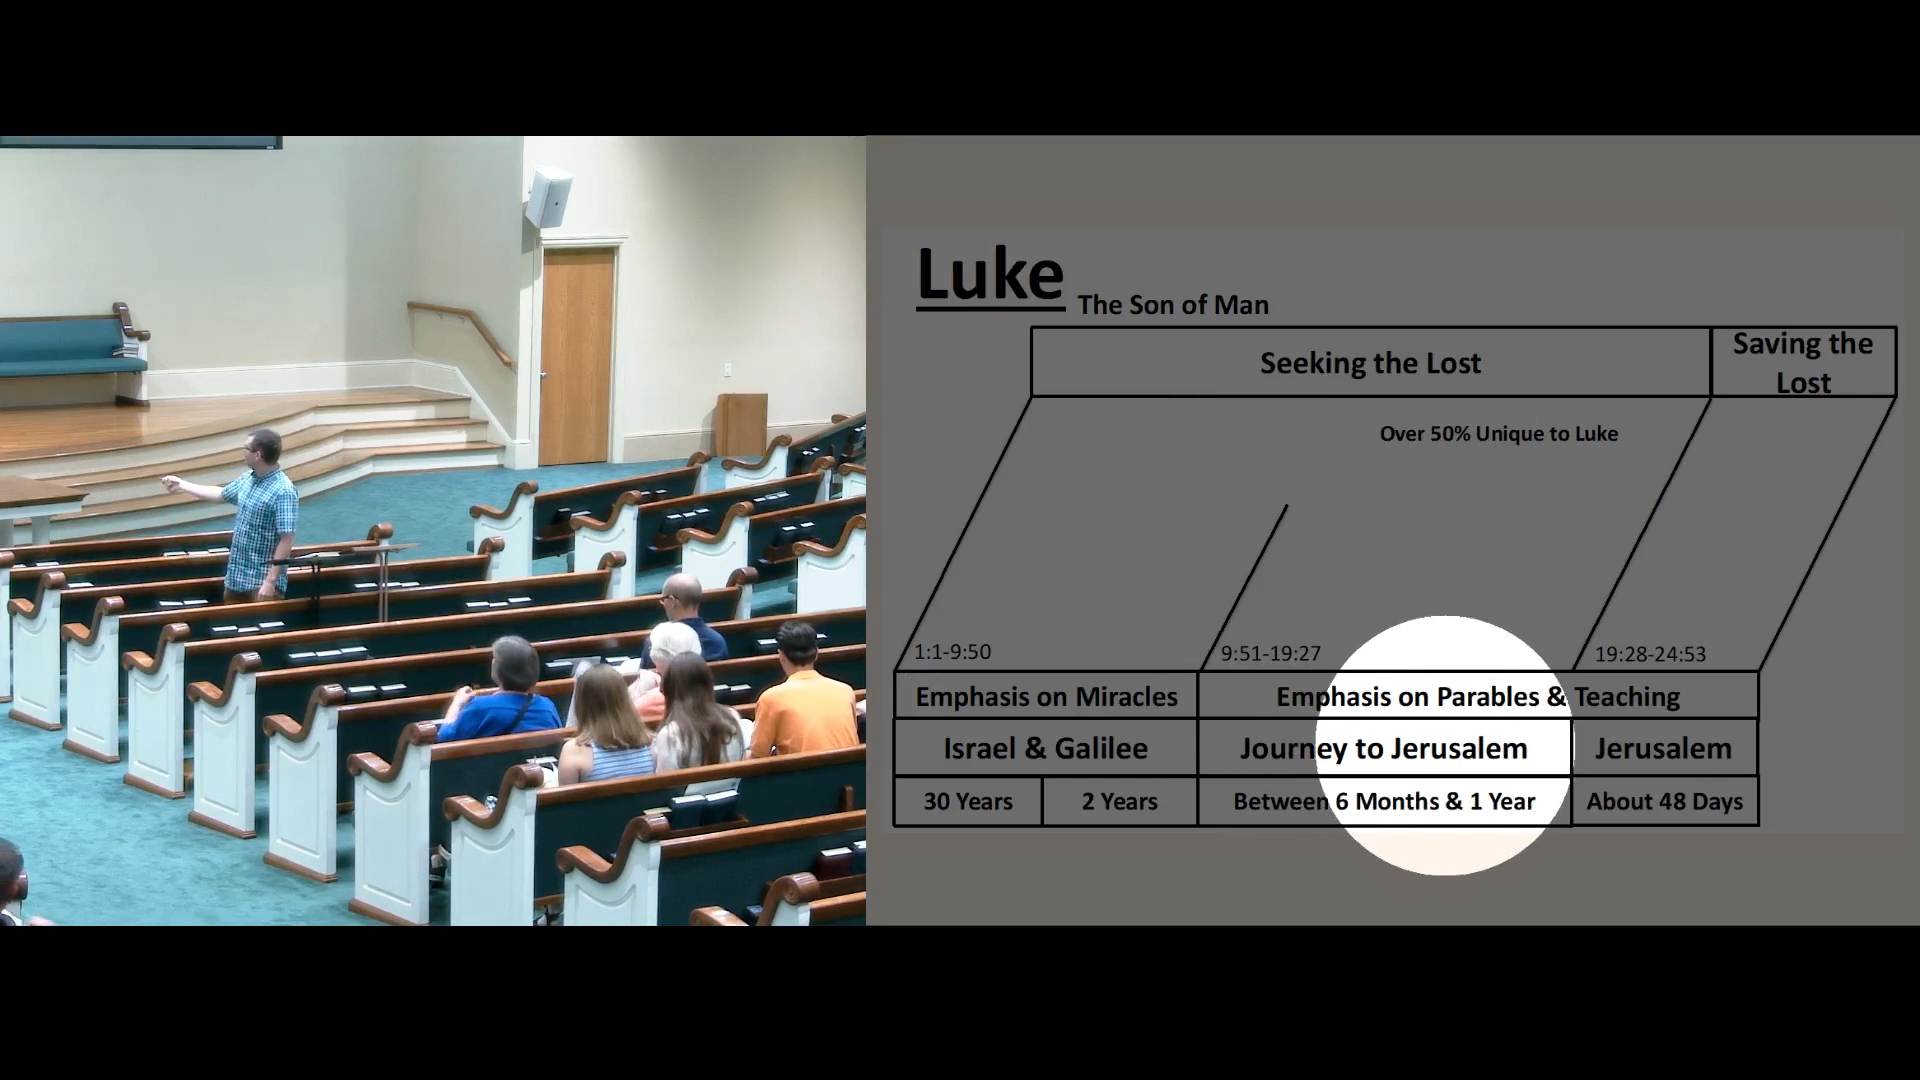 Luke
The Son of Man
Seeking the Lost
Saving the
Lost
Over 50% Unique to Luke
1:1-9:50
9:51-19:27
19:28-24:53
Emphasis on Miracles
Emphasis on Parables & Teaching
Israel & Galilee
Journey to Jerusalem
Jerusalem
30 Years
2 Years
Between 6 Months & 1 Year
About 48 Days